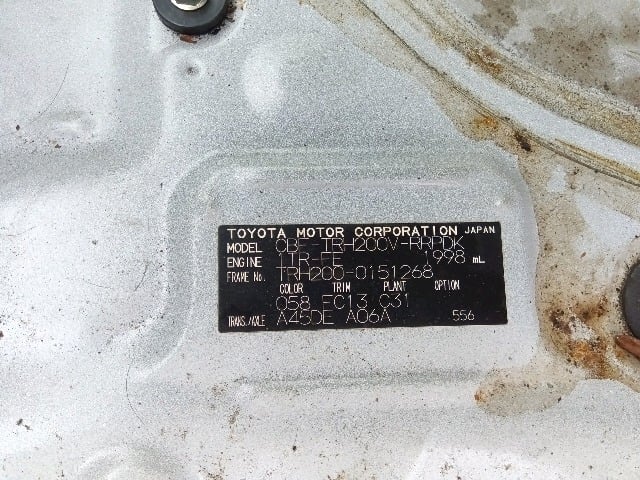 TOYOTA MOTOR CORPORATION JAPAN
MODEL CBF-TRH200V-RRPDK
ENGINE 1TR-FE 1998 mL
FRAME No. TRH200-0151268
COLOR TRIM PLANT OPTION
058 FC13 C31
TRANS./AXLE A45DE A06A 556